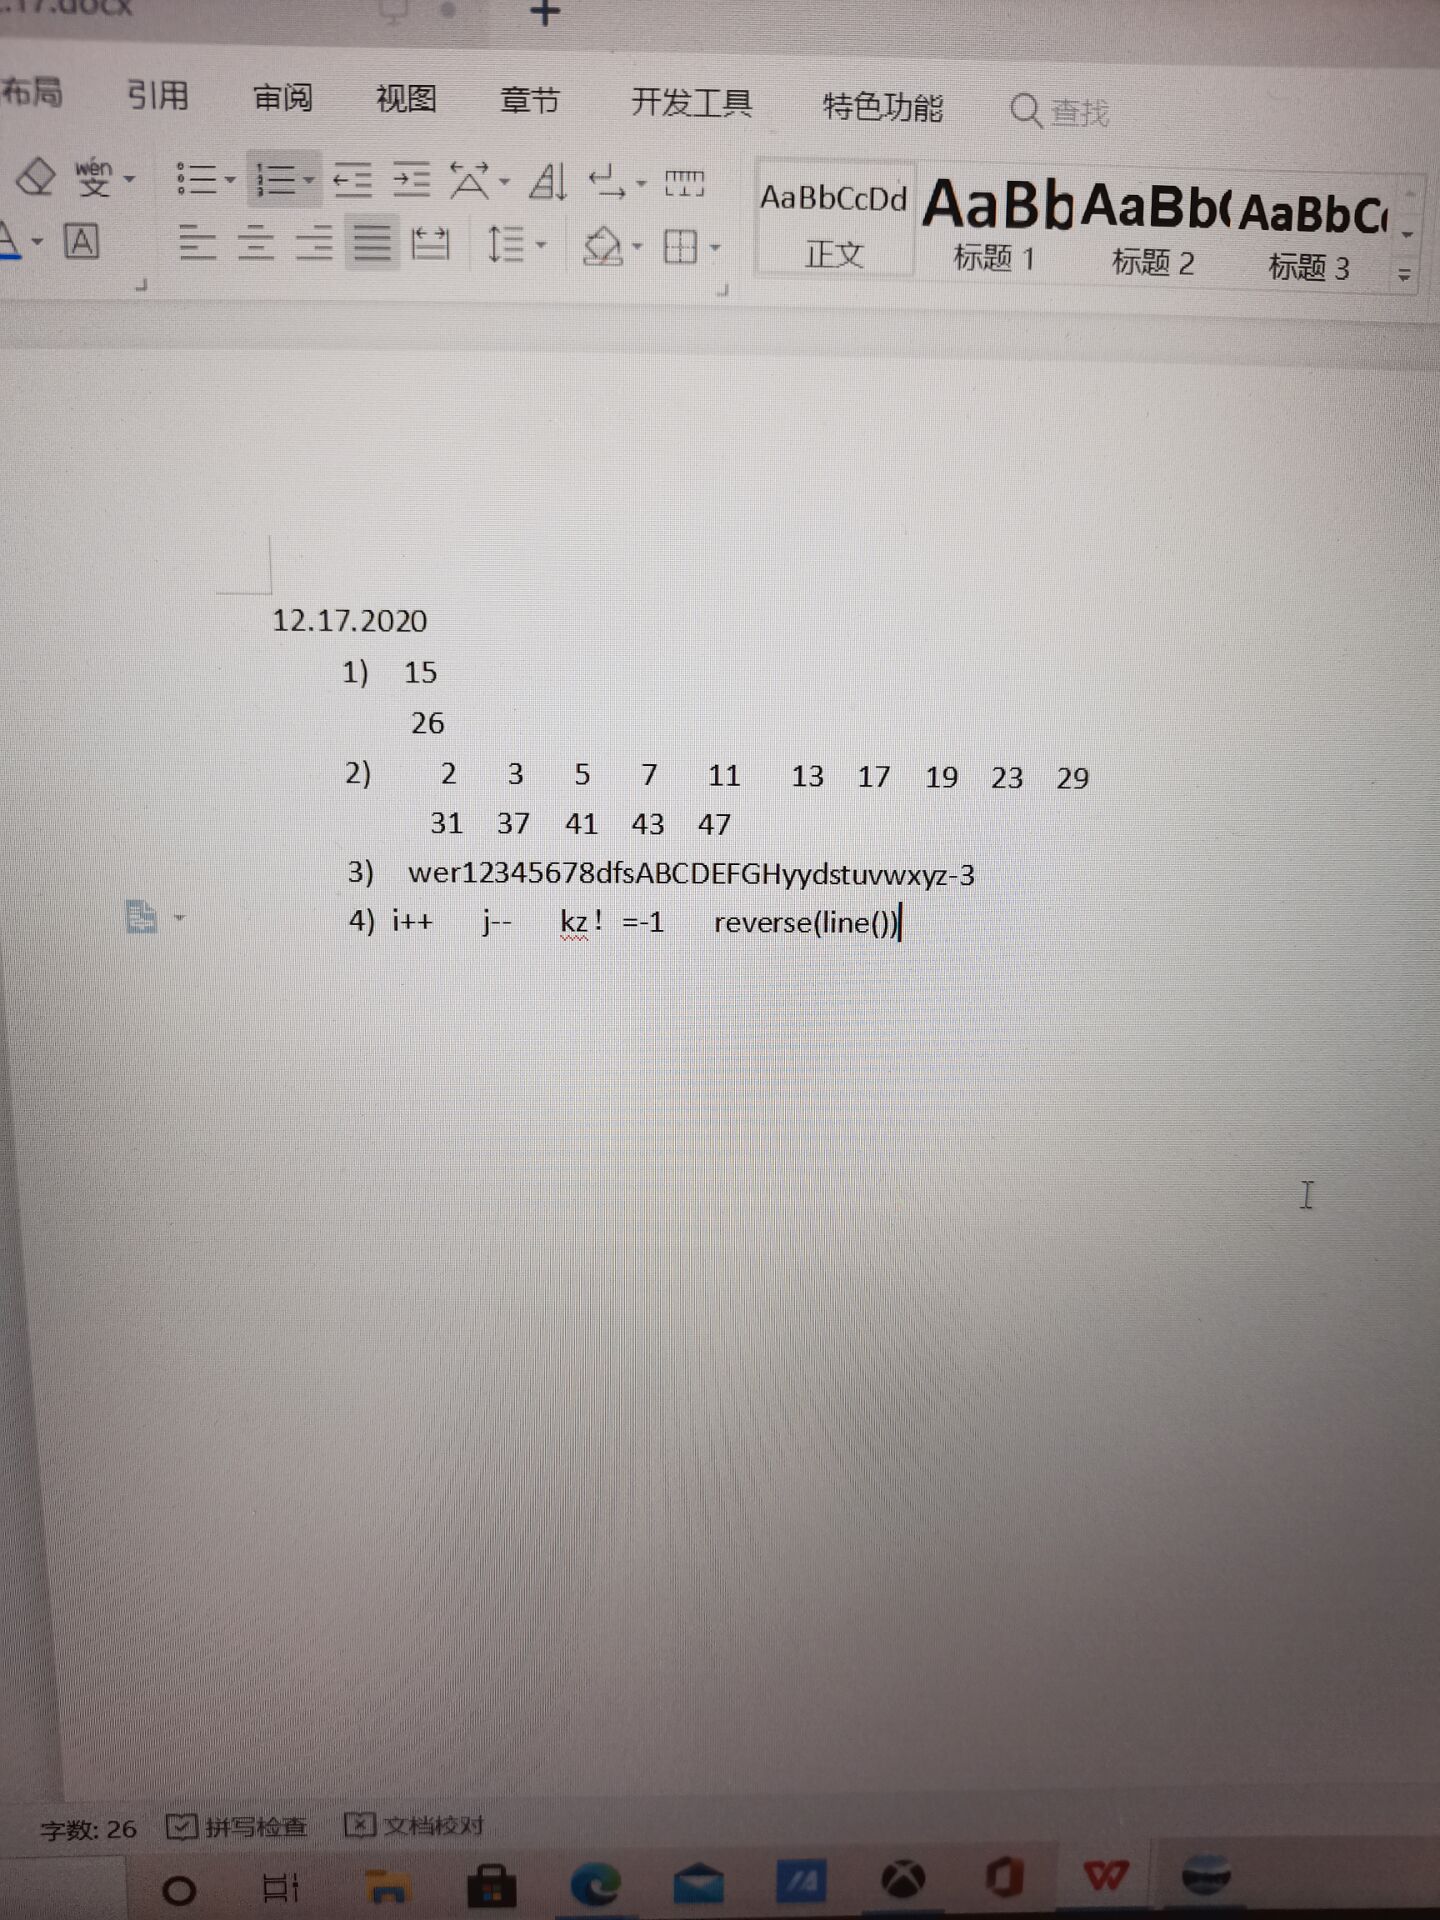 .17.docx
布局 引用 审阅 视图 章节 开发工具 特色功能 查找
wén
文
A A
AaBbCcDd AaBb AaBb( AaBbC
正文 标题 1 标题 2 标题 3
12.17.2020
1) 15
26
2) 2 3 5 7 11 13 17 19 23 29
31 37 41 43 47
3) wer12345678dfsABCDEFGHyydstuvwxyz-3
4) i++ j-- kz! =-1 reverse(line())
字数: 26 拼写检查 文档校对